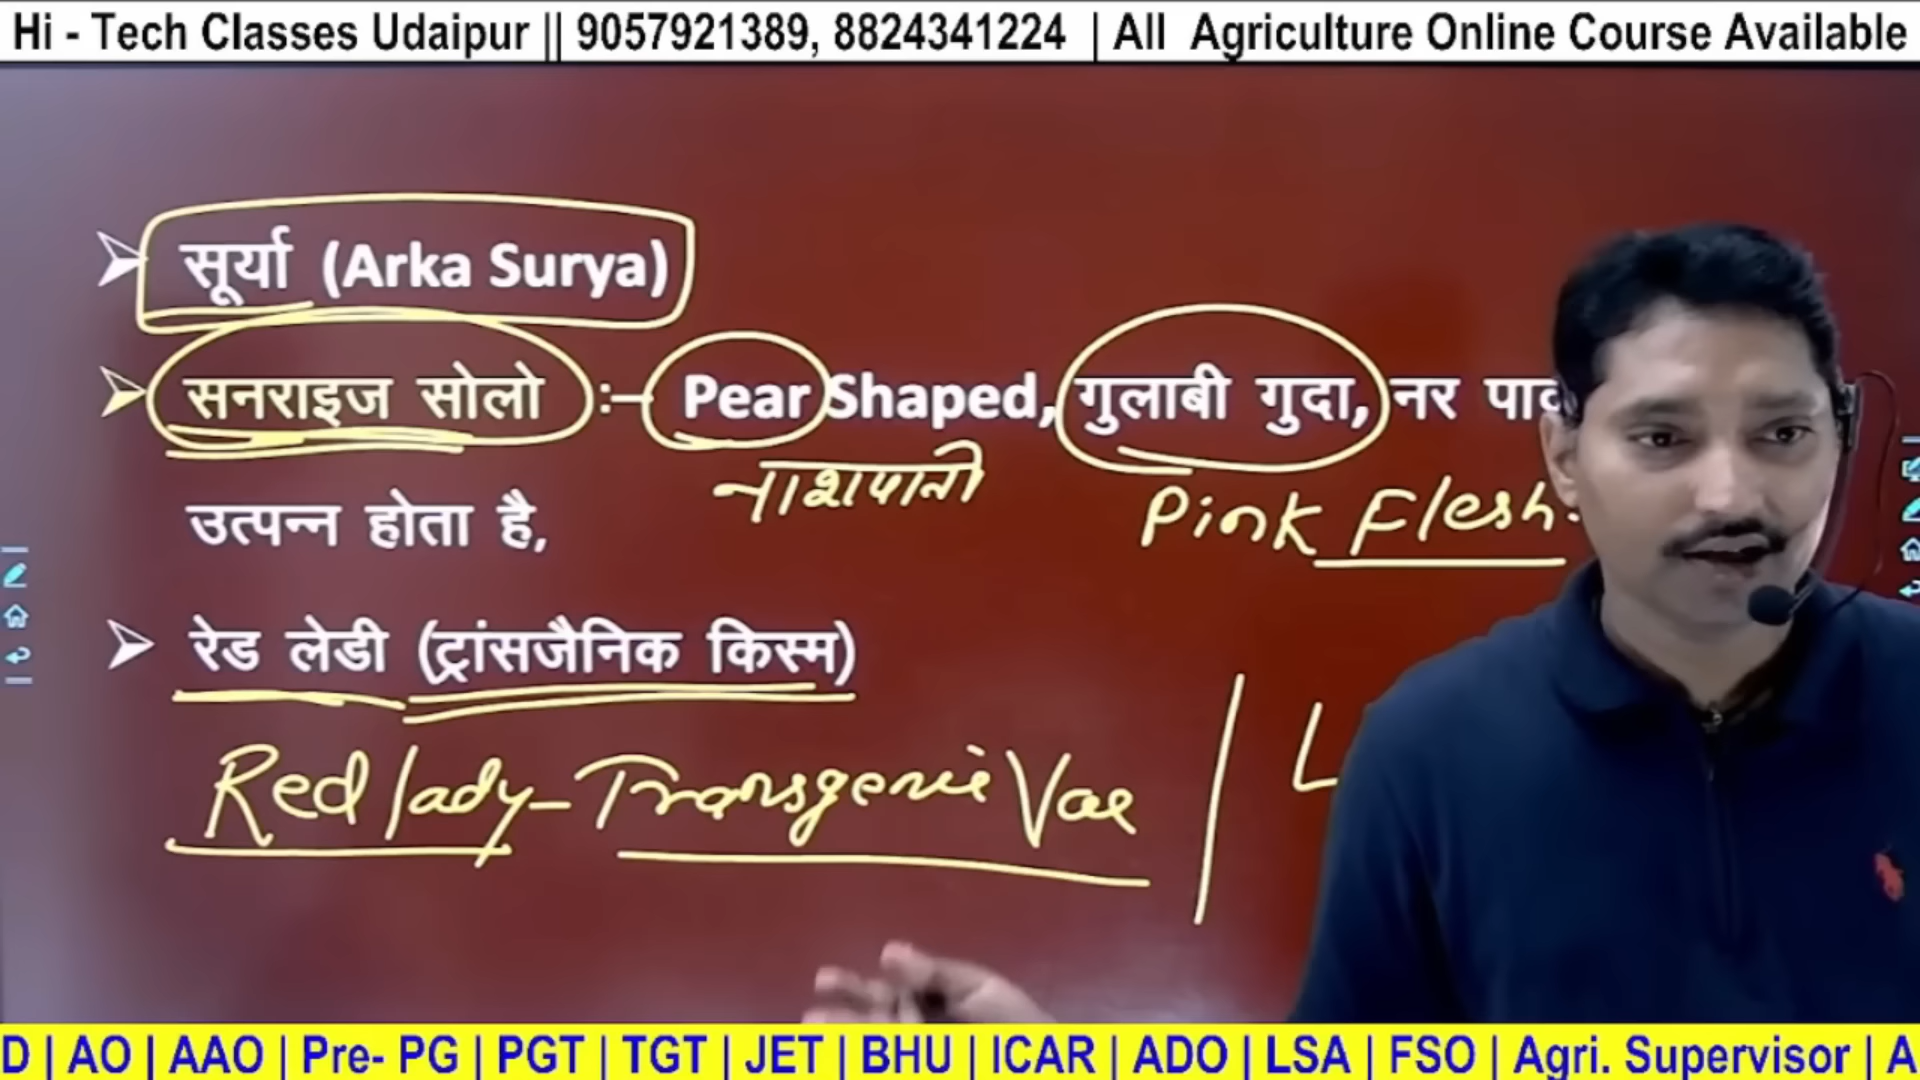 Hi - Tech Classes Udaipur || 9057921389, 8824341224 | All Agriculture Online Course Available
सूर्या (Arka Surya)
सनराइज सोलो :- Pear Shaped, गुलाबी गुदा, नर
नाशपाती Pink Flesh
उत्पन्न होता है,
रेड लेडी (ट्रांसजैनिक किस्म)
Red lady - Transgenic Var
D | AO | AAO | Pre- PG | PGT | TGT | JET | BHU | ICAR | ADO | LSA | FSO | Agri. Supervisor | A